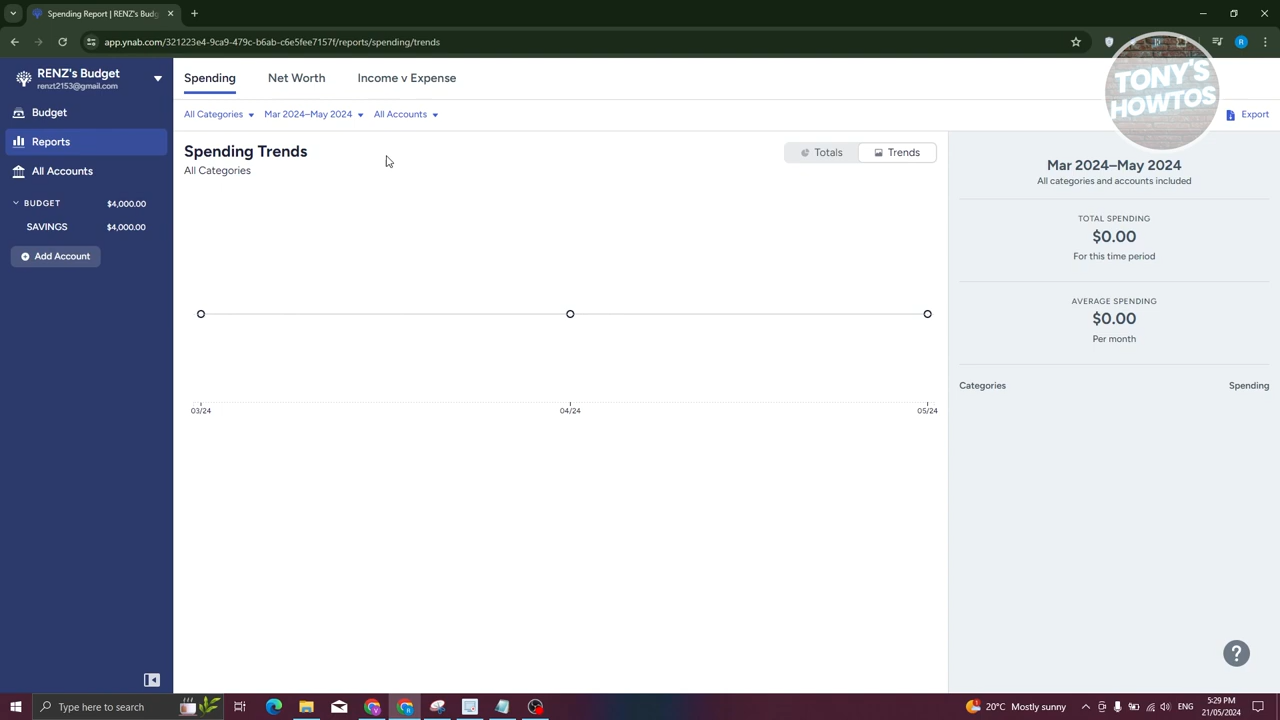 Spending Report | YNAB's Budg
app.ynab.com/321223e4-9ca9-479c-b6ab-c6e5fee7157f/reports/spending/trends
RENZ's Budget
renzt2153@gmail.com
Budget
Reports
All Accounts
BUDGET $4,000.00
SAVINGS $4,000.00
Add Account
Spending Net Worth Income v Expense
All Categories Mar 2024–May 2024 All Accounts
TONY'S
HOWTOS
Export
Spending Trends
All Categories
Totals Trends
03/24 04/24 05/24
Mar 2024–May 2024
All categories and accounts included
TOTAL SPENDING
$0.00
For this time period
AVERAGE SPENDING
$0.00
Per month
Categories Spending
?
Type here to search
20°C Mostly sunny
ENG
5:29 PM
21/05/2024